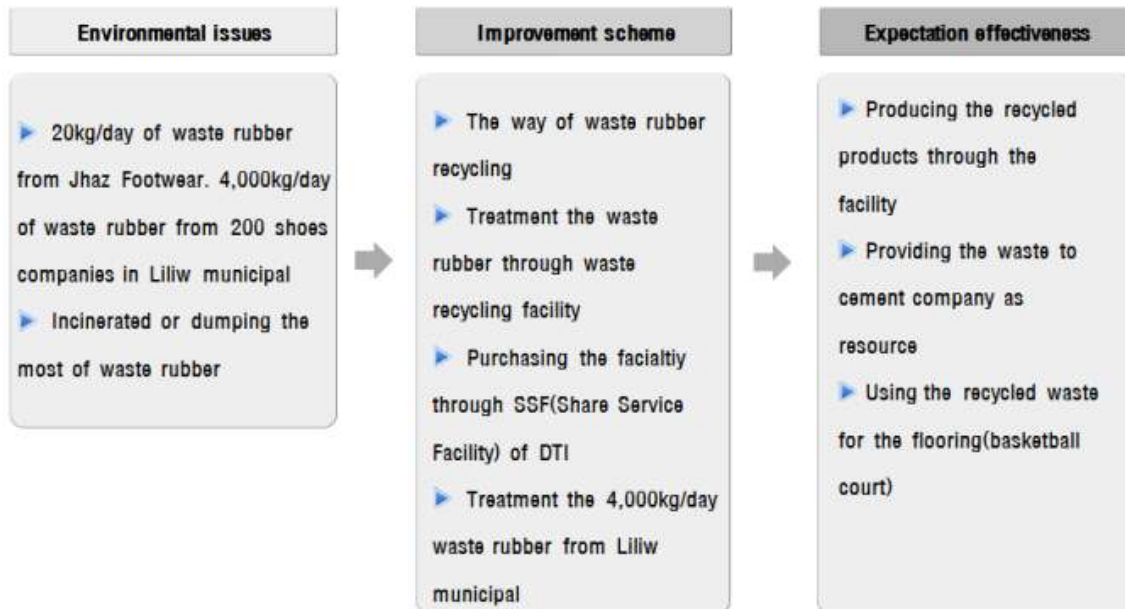 Environmental issues
20kg/day of waste rubber
from Jhaz Footwear. 4,000kg/day
of waste rubber from 200 shoes
companies in Liliw municipal
Incinerated or dumping the
most of waste rubber
Improvement scheme
The way of waste rubber
recycling
Treatment the waste
rubber through waste
recycling facility
Purchasing the facialtiy
through SSF(Share Service
Facility) of DTI
Treatment the 4,000kg/day
waste rubber from Liliw
municipal
Expectation effectiveness
Producing the recycled
products through the
facility
Providing the waste to
cement company as
resource
Using the recycled waste
for the flooring(basketball
court)